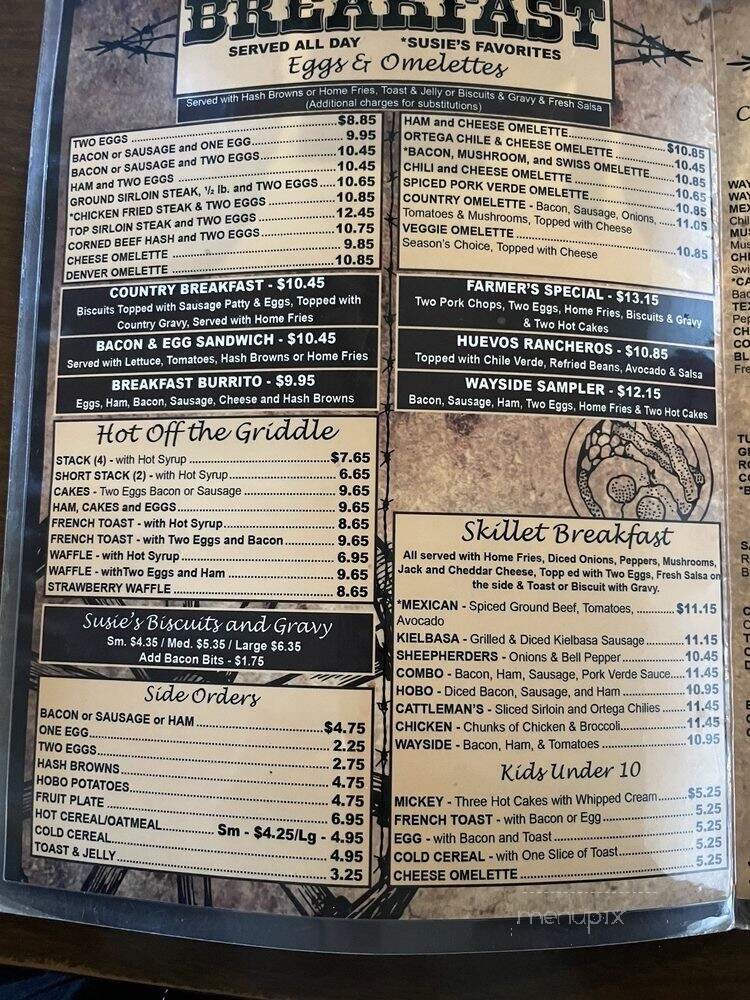 BREAKFAST
SERVED ALL DAY *SUSIE'S FAVORITES
Eggs & Omelettes
Served with Hash Browns or Home Fries, Toast & Jelly or Biscuits & Gravy & Fresh Salsa
(Additional charges for substitutions)
TWO EGGS $8.85
BACON or SAUSAGE and ONE EGG 9.95
BACON or SAUSAGE and TWO EGGS 10.45
HAM and TWO EGGS 10.45
GROUND SIRLOIN STEAK, 1/2 lb. and TWO EGGS 10.65
*CHICKEN FRIED STEAK & TWO EGGS 10.85
TOP SIRLOIN STEAK and TWO EGGS 12.45
CORNED BEEF HASH and TWO EGGS 10.75
CHEESE OMELETTE 9.85
DENVER OMELETTE 10.85
HAM and CHEESE OMELETTE $10.85
ORTEGA CHILE & CHEESE OMELETTE 10.45
*BACON, MUSHROOM, and SWISS OMELETTE 10.85
CHILI and CHEESE OMELETTE 10.65
SPICED PORK VERDE OMELETTE 10.85
COUNTRY OMELETTE - Bacon, Sausage, Onions, 11.05
Tomatoes & Mushrooms, Topped with Cheese
VEGGIE OMELETTE 10.85
Season's Choice, Topped with Cheese
COUNTRY BREAKFAST - $10.45
Biscuits Topped with Sausage Patty & Eggs, Topped with
Country Gravy, Served with Home Fries
BACON & EGG SANDWICH - $10.45
Served with Lettuce, Tomatoes, Hash Browns or Home Fries
BREAKFAST BURRITO - $9.95
Eggs, Ham, Bacon, Sausage, Cheese and Hash Browns
FARMER'S SPECIAL - $13.15
Two Pork Chops, Two Eggs, Home Fries, Biscuits & Gravy
& Two Hot Cakes
HUEVOS RANCHEROS - $10.85
Topped with Chile Verde, Refried Beans, Avocado & Salsa
WAYSIDE SAMPLER - $12.15
Bacon, Sausage, Ham, Two Eggs, Home Fries & Two Hot Cakes
Hot Off the Griddle
STACK (4) - with Hot Syrup $7.65
SHORT STACK (2) - with Hot Syrup 6.65
CAKES - Two Eggs Bacon or Sausage 9.65
HAM, CAKES and EGGS 9.65
FRENCH TOAST - with Hot Syrup 8.65
FRENCH TOAST - with Two Eggs and Bacon 9.65
WAFFLE - with Hot Syrup 6.95
WAFFLE - withTwo Eggs and Ham 9.65
STRAWBERRY WAFFLE 8.65
Susie's Biscuits and Gravy
Sm. $4.35 / Med. $5.35 / Large $6.35
Add Bacon Bits - $1.75
Side Orders
BACON or SAUSAGE or HAM $4.75
ONE EGG 2.25
TWO EGGS 2.75
HASH BROWNS 4.75
HOBO POTATOES 4.75
FRUIT PLATE 6.95
HOT CEREAL/OATMEAL Sm - $4.25/Lg - 4.95
COLD CEREAL 4.95
TOAST & JELLY 3.25
Skillet Breakfast
All served with Home Fries, Diced Onions, Peppers, Mushrooms,
Jack and Cheddar Cheese, Topp ed with Two Eggs, Fresh Salsa on
the side & Toast or Biscuit with Gravy.
*MEXICAN - Spiced Ground Beef, Tomatoes, $11.15
Avocado
KIELBASA - Grilled & Diced Kielbasa Sausage 11.15
SHEEPHERDERS - Onions & Bell Pepper 10.45
COMBO - Bacon, Ham, Sausage, Pork Verde Sauce 11.45
HOBO - Diced Bacon, Sausage, and Ham 10.95
CATTLEMAN'S - Sliced Sirloin and Ortega Chilies 11.45
CHICKEN - Chunks of Chicken & Broccoli 11.45
WAYSIDE - Bacon, Ham, & Tomatoes 10.95
Kids Under 10
MICKEY - Three Hot Cakes with Whipped Cream $5.25
FRENCH TOAST - with Bacon or Egg 5.25
EGG - with Bacon and Toast 5.25
COLD CEREAL - with One Slice of Toast 5.25
CHEESE OMELETTE 5.25
menupix